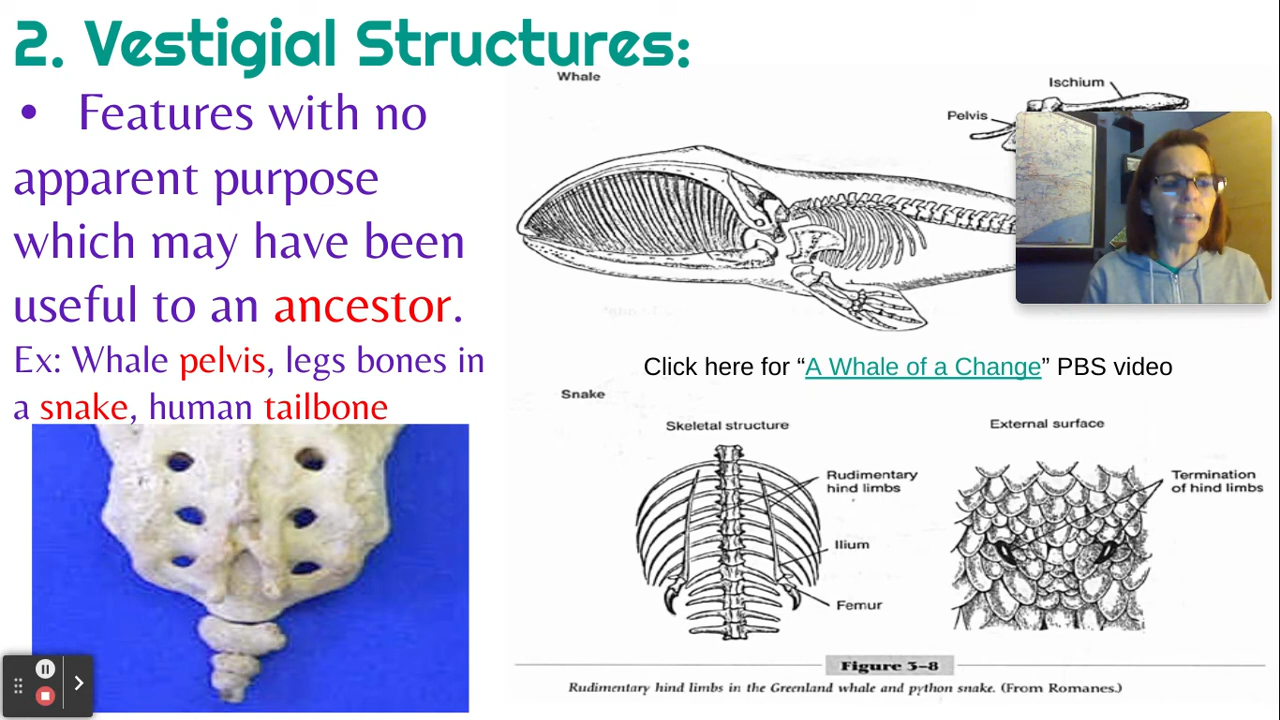 2. Vestigial Structures:
• Features with no
apparent purpose
which may have been
useful to an ancestor.
Ex: Whale pelvis, legs bones in
a snake, human tailbone
Whale
Ischium
Pelvis
Click here for “A Whale of a Change” PBS video
Snake
Skeletal structure
External surface
Rudimentary
hind limbs
Termination
of hind limbs
Ilium
Femur
Figure 3–8
Rudimentary hind limbs in the Greenland whale and python snake. (From Romanes.)